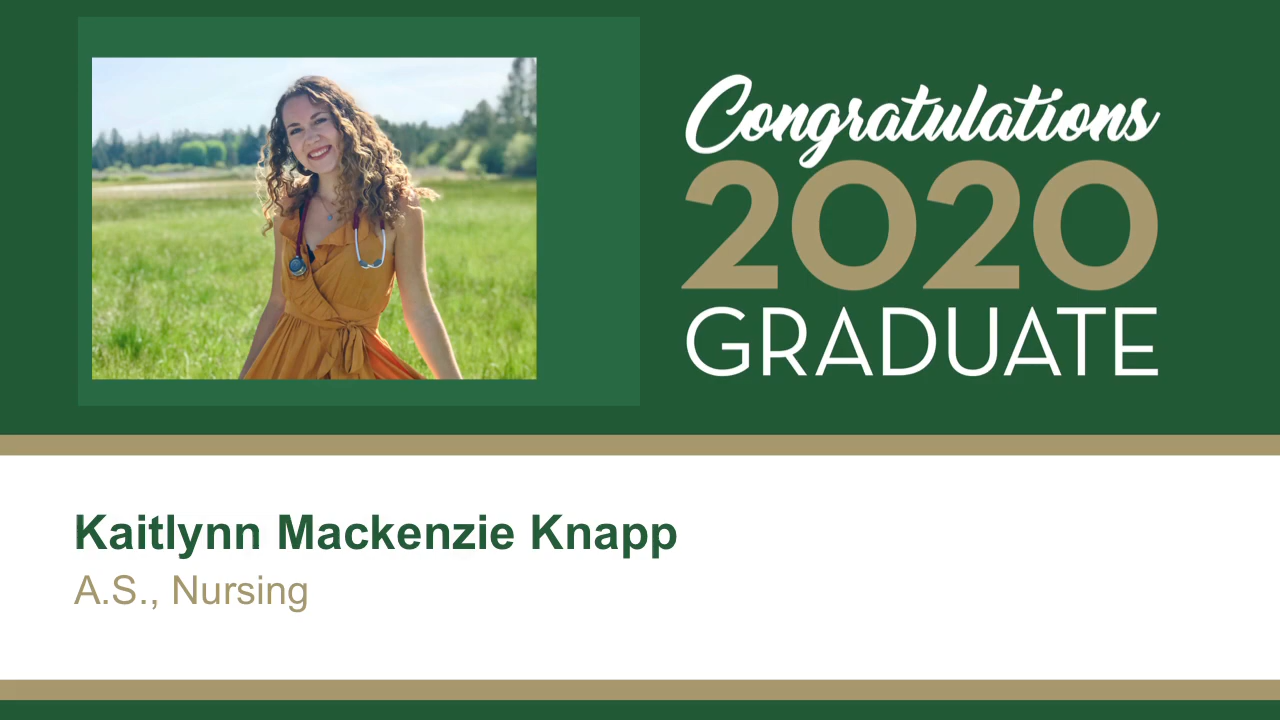 Congratulations
2020
GRADUATE
Kaitlynn Mackenzie Knapp
A.S., Nursing